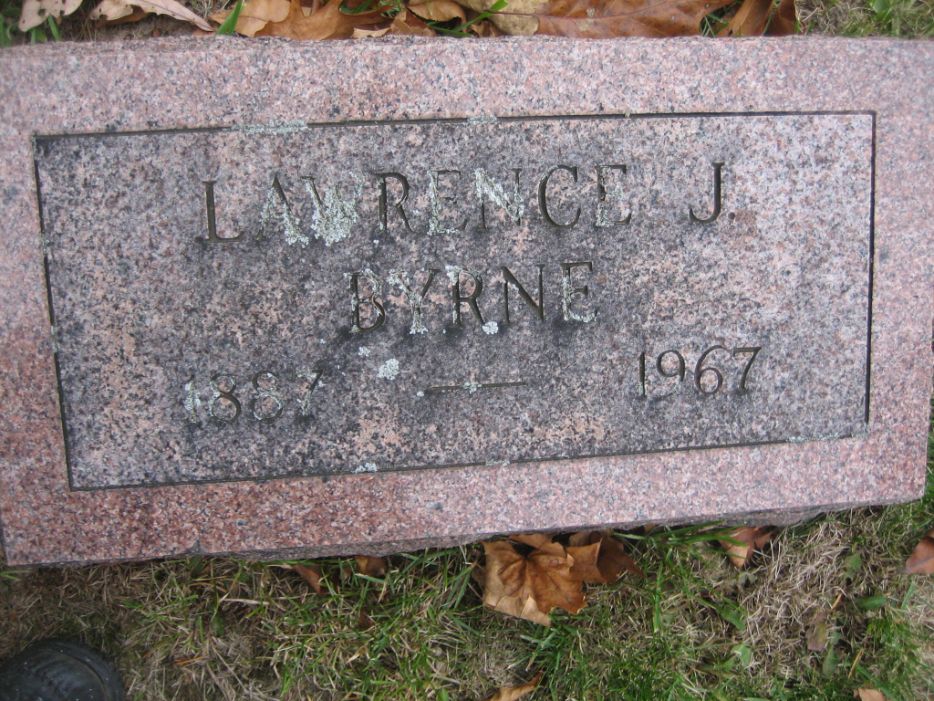 LAWRENCE J.
BYRNE
1887 — 1967